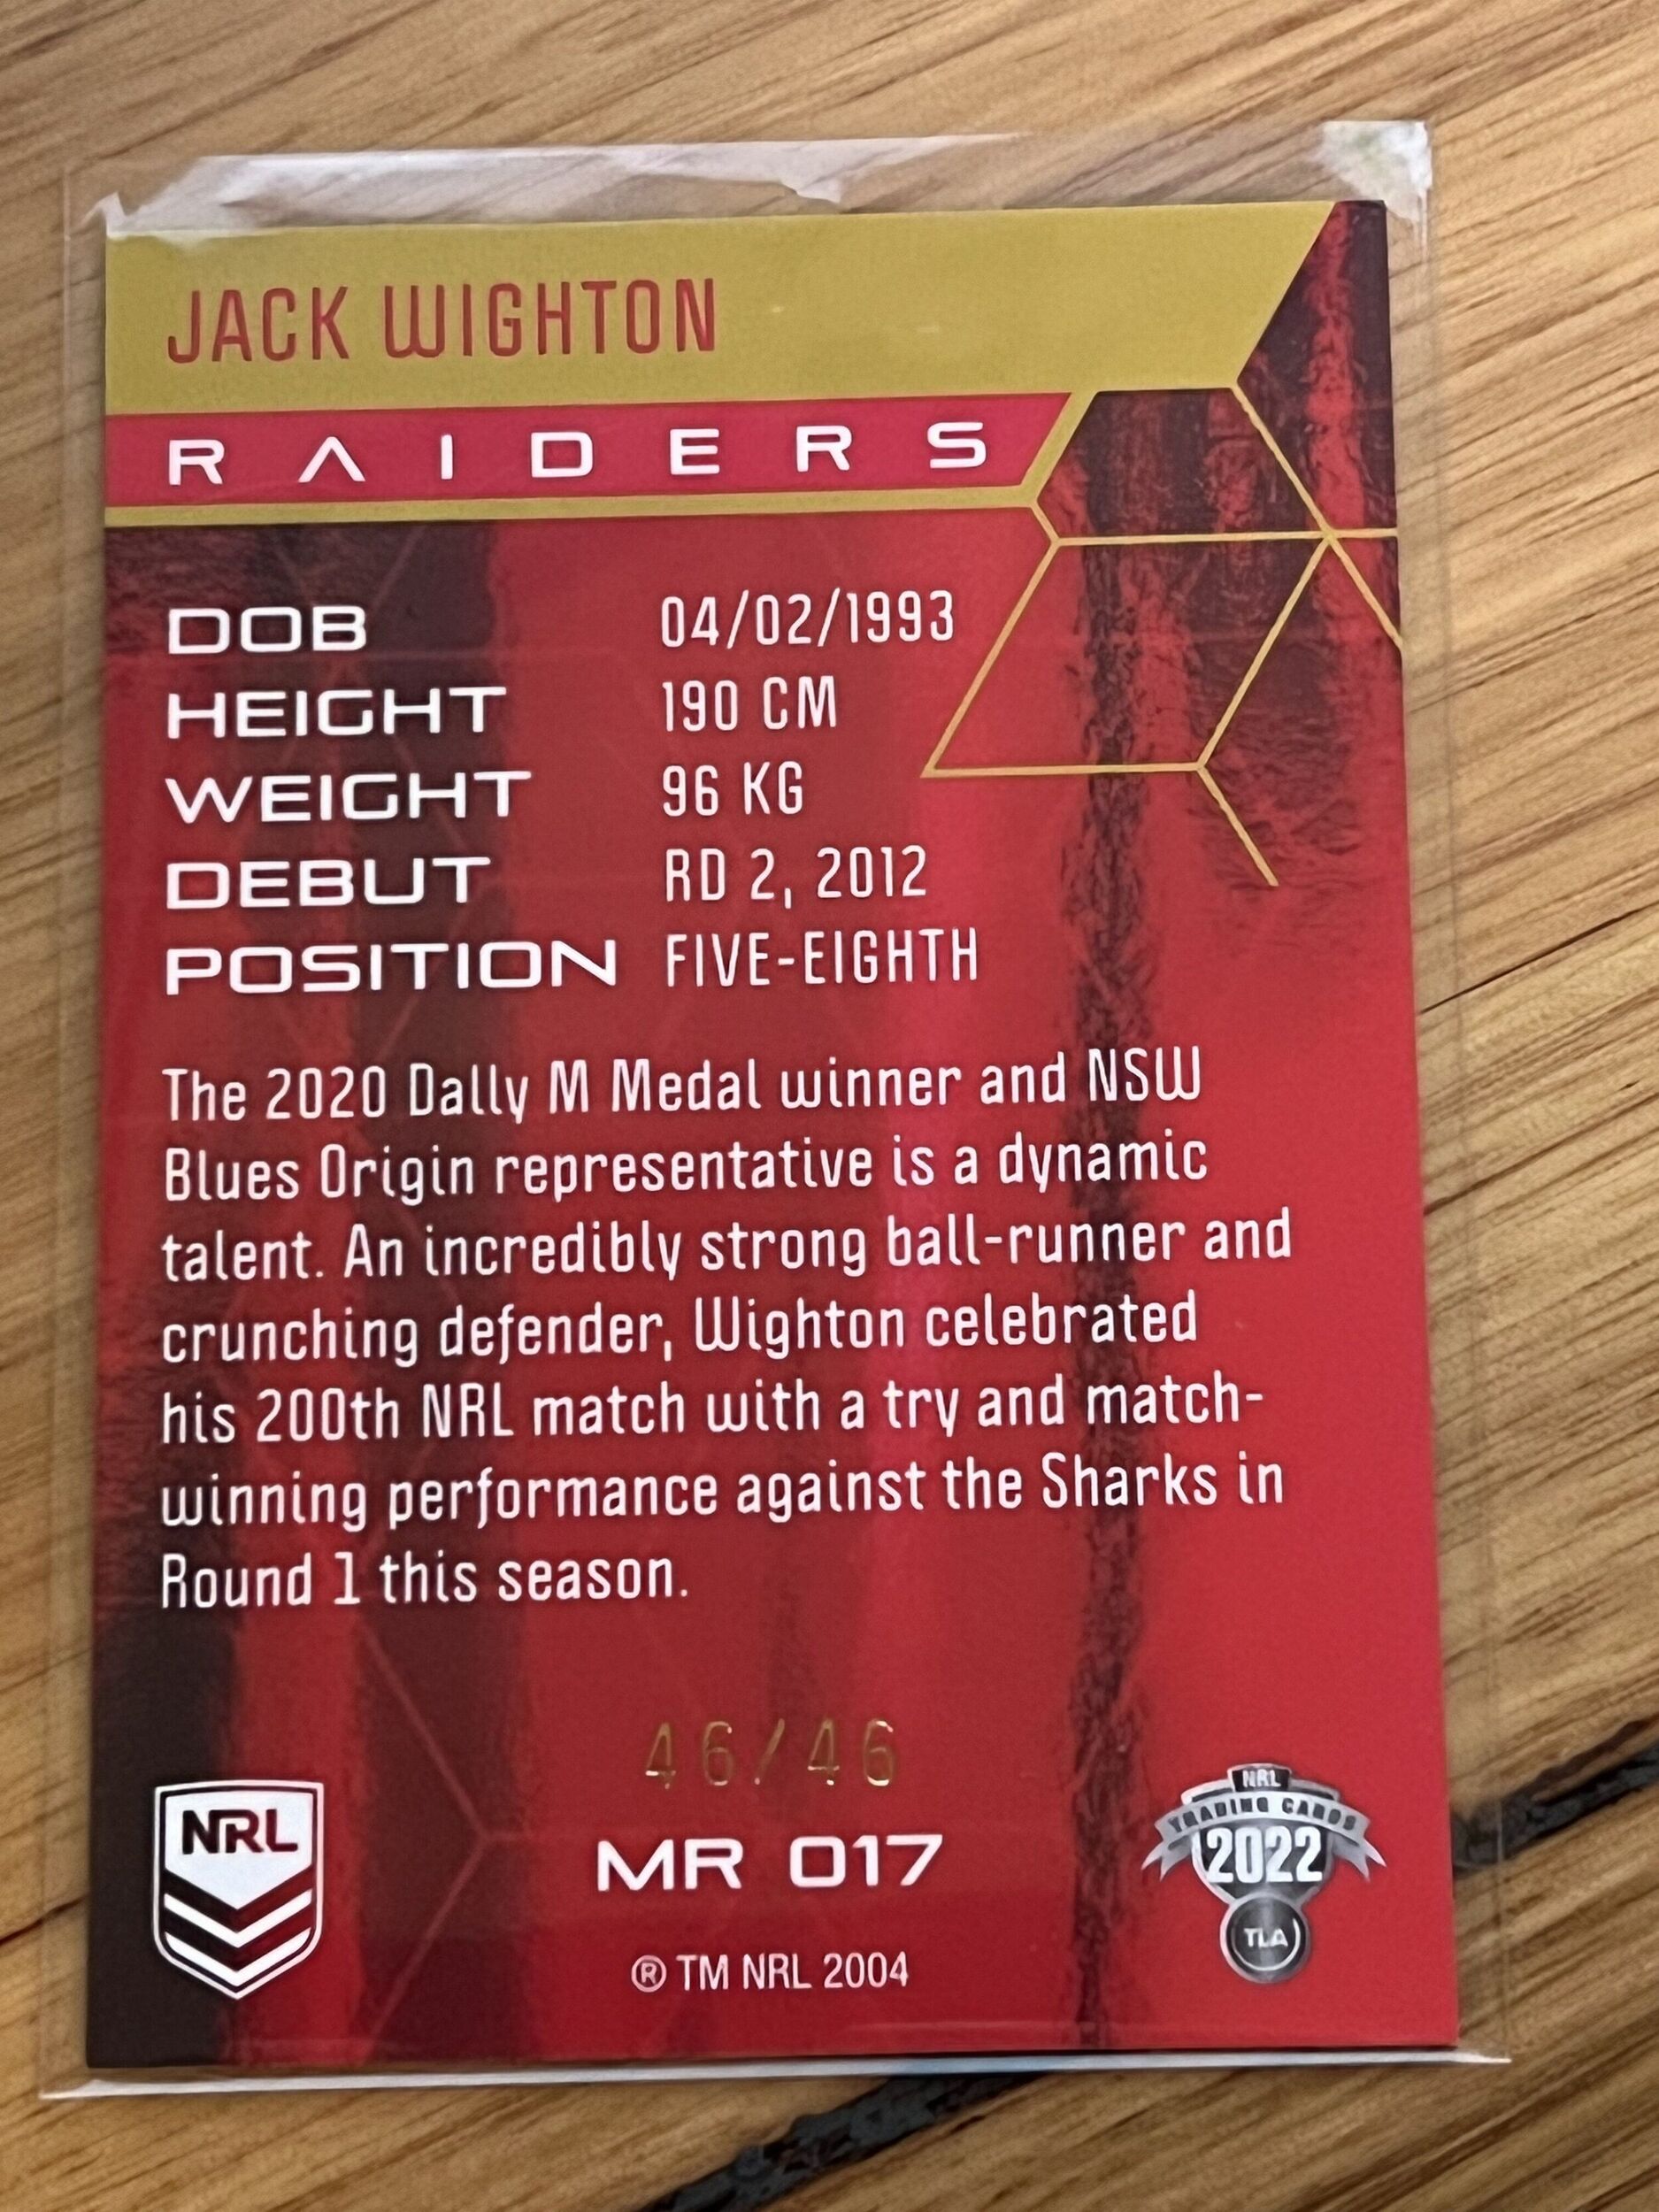 JACK WIGHTON
RAIDERS
DOB 04/02/1993
HEIGHT 190 CM
WEIGHT 96 KG
DEBUT RD 2, 2012
POSITION FIVE-EIGHTH
The 2020 Dally M Medal winner and NSW
Blues Origin representative is a dynamic
talent. An incredibly strong ball-runner and
crunching defender, Wighton celebrated
his 200th NRL match with a try and match-
winning performance against the Sharks in
Round 1 this season.
46/46
NRL
MR 017
® TM NRL 2004
NRL
TRADING CARDS
2022
TLA